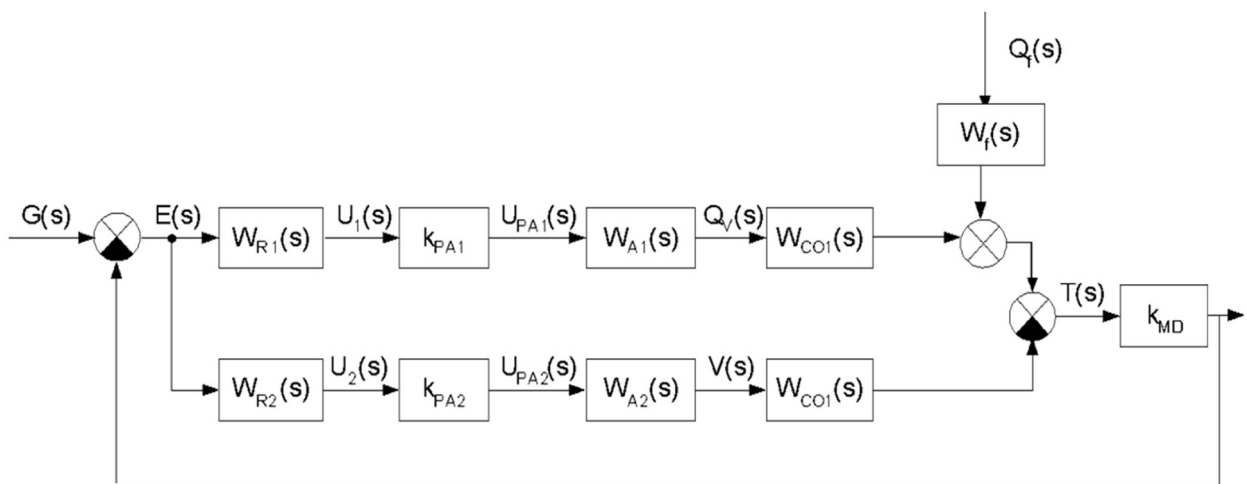 Q_f(s)
W_f(s)
G(s)
E(s)
W_R1(s)
U_1(s)
k_PA1
U_PA1(s)
W_A1(s)
Q_V(s)
W_CO1(s)
T(s)
k_MD
W_R2(s)
U_2(s)
k_PA2
U_PA2(s)
W_A2(s)
V(s)
W_CO1(s)